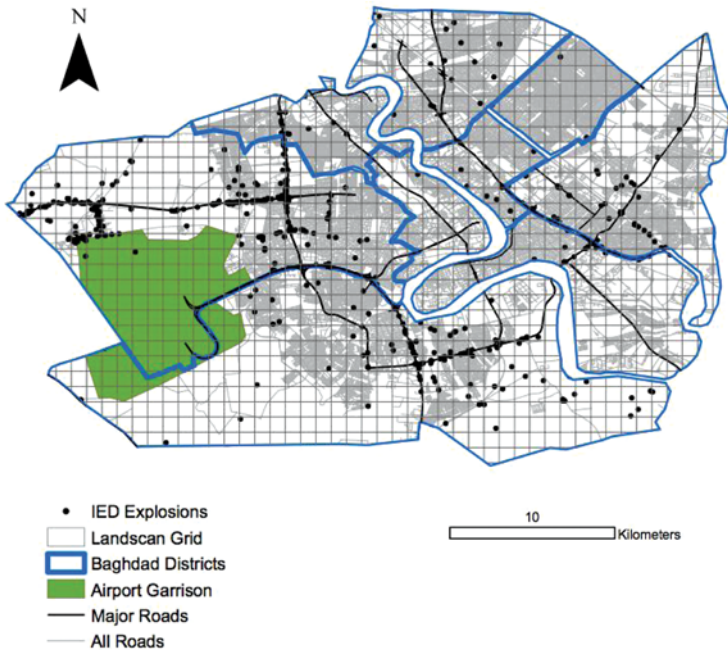 N
IED Explosions
Landscan Grid
Baghdad Districts
Airport Garrison
Major Roads
All Roads
10
Kilometers